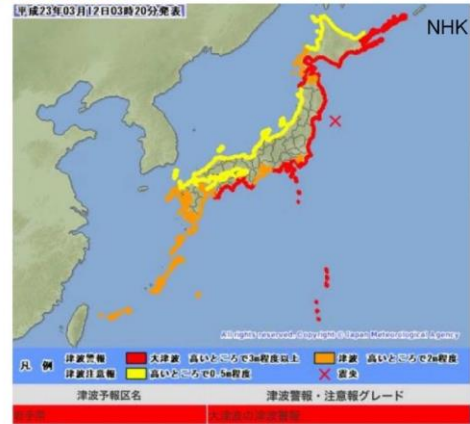 平成23年03月12日03時20分発表
NHK
All rights reserved. Copyright © Japan Meteorological Agency
凡 例 津波警報 大津波 高いところで3m程度以上 津波 高いところで2m程度
津波注意報 高いところで0.5m程度 震央
津波予報区名 津波警報・注意報グレード
岩手県 大津波の津波警報